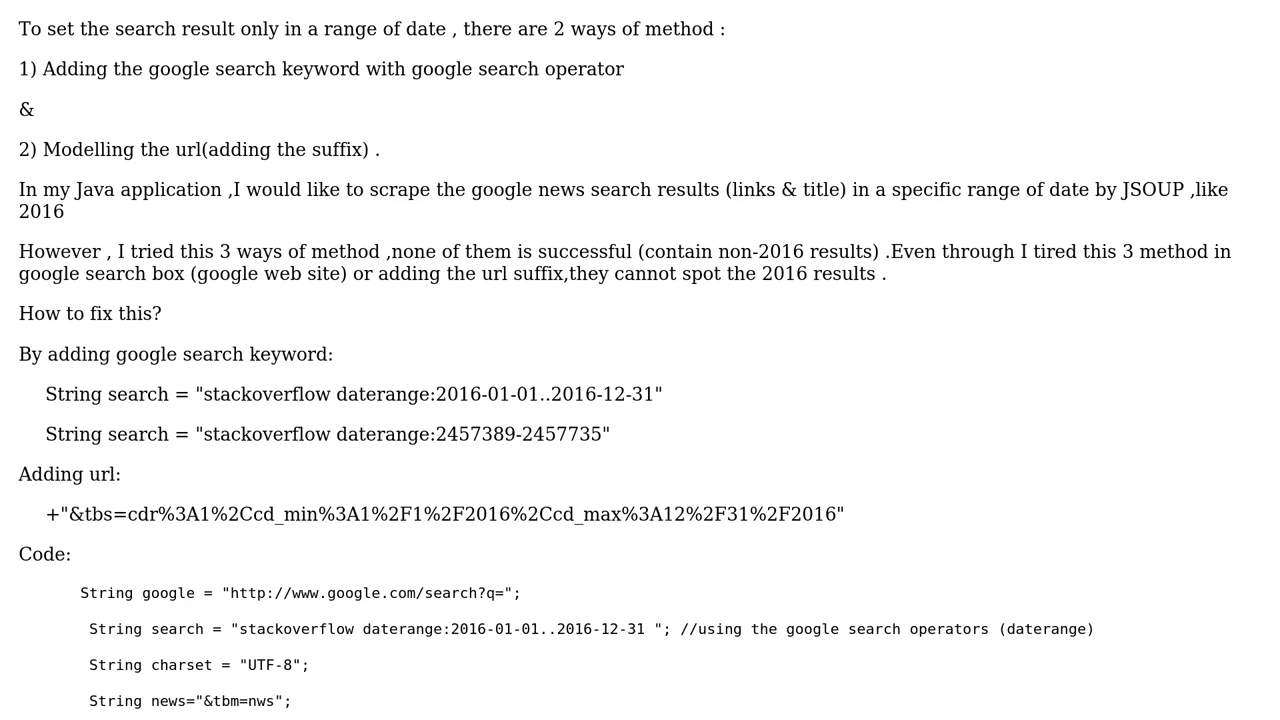 To set the search result only in a range of date , there are 2 ways of method :
1) Adding the google search keyword with google search operator
&
2) Modelling the url(adding the suffix) .
In my Java application ,I would like to scrape the google news search results (links & title) in a specific range of date by JSOUP ,like
2016
However , I tried this 3 ways of method ,none of them is successful (contain non-2016 results) .Even through I tired this 3 method in
google search box (google web site) or adding the url suffix,they cannot spot the 2016 results .
How to fix this?
By adding google search keyword:
String search = "stackoverflow daterange:2016-01-01..2016-12-31"
String search = "stackoverflow daterange:2457389-2457735"
Adding url:
+"&tbs=cdr%3A1%2Ccd_min%3A1%2F1%2F2016%2Ccd_max%3A12%2F31%2F2016"
Code:
String google = "http://www.google.com/search?q=";
String search = "stackoverflow daterange:2016-01-01..2016-12-31 "; //using the google search operators (daterange)
String charset = "UTF-8";
String news="&tbm=nws";